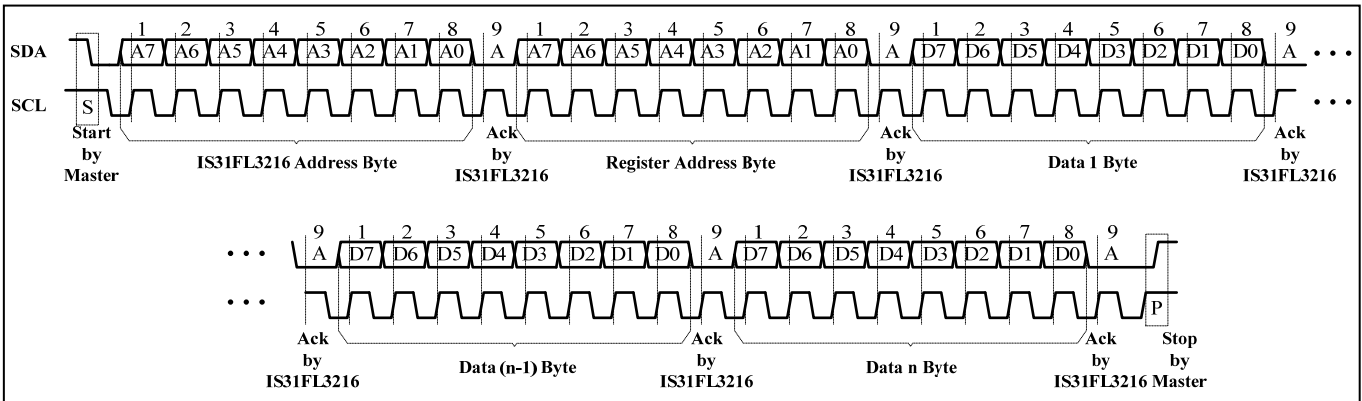 1 2 3 4 5 6 7 8 9 1 2 3 4 5 6 7 8 9 1 2 3 4 5 6 7 8 9
SDA A7 A6 A5 A4 A3 A2 A1 A0 A A7 A6 A5 A4 A3 A2 A1 A0 A D7 D6 D5 D4 D3 D2 D1 D0 A • • •
SCL S • • •
Start by Master
IS31FL3216 Address Byte
Ack by IS31FL3216
Register Address Byte
Ack by IS31FL3216
Data 1 Byte
Ack by IS31FL3216
9 1 2 3 4 5 6 7 8 9 1 2 3 4 5 6 7 8 9
• • • A D7 D6 D5 D4 D3 D2 D1 D0 A D7 D6 D5 D4 D3 D2 D1 D0 A
• • • P
Ack by IS31FL3216
Data (n-1) Byte
Ack by IS31FL3216
Data n Byte
Ack by IS31FL3216
Stop by Master